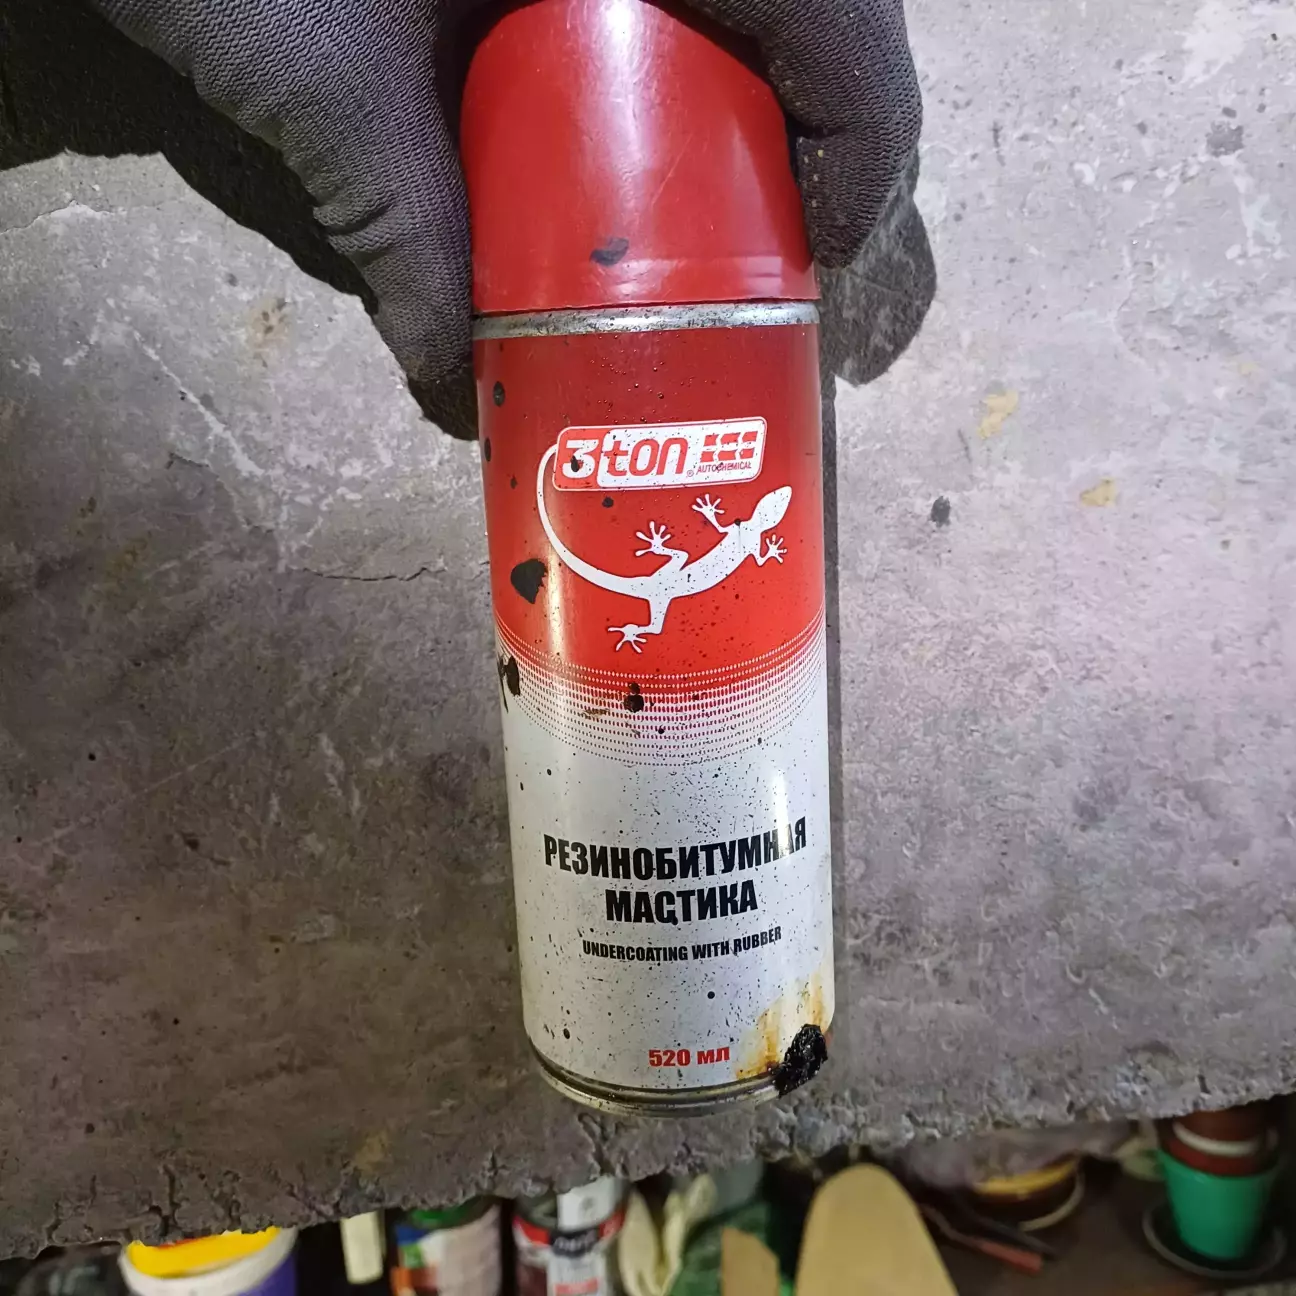 3ton
® AUTOCHEMICAL
РЕЗИНОБИТУМНАЯ
МАСТИКА
UNDERCOATING WITH RUBBER
520 мл